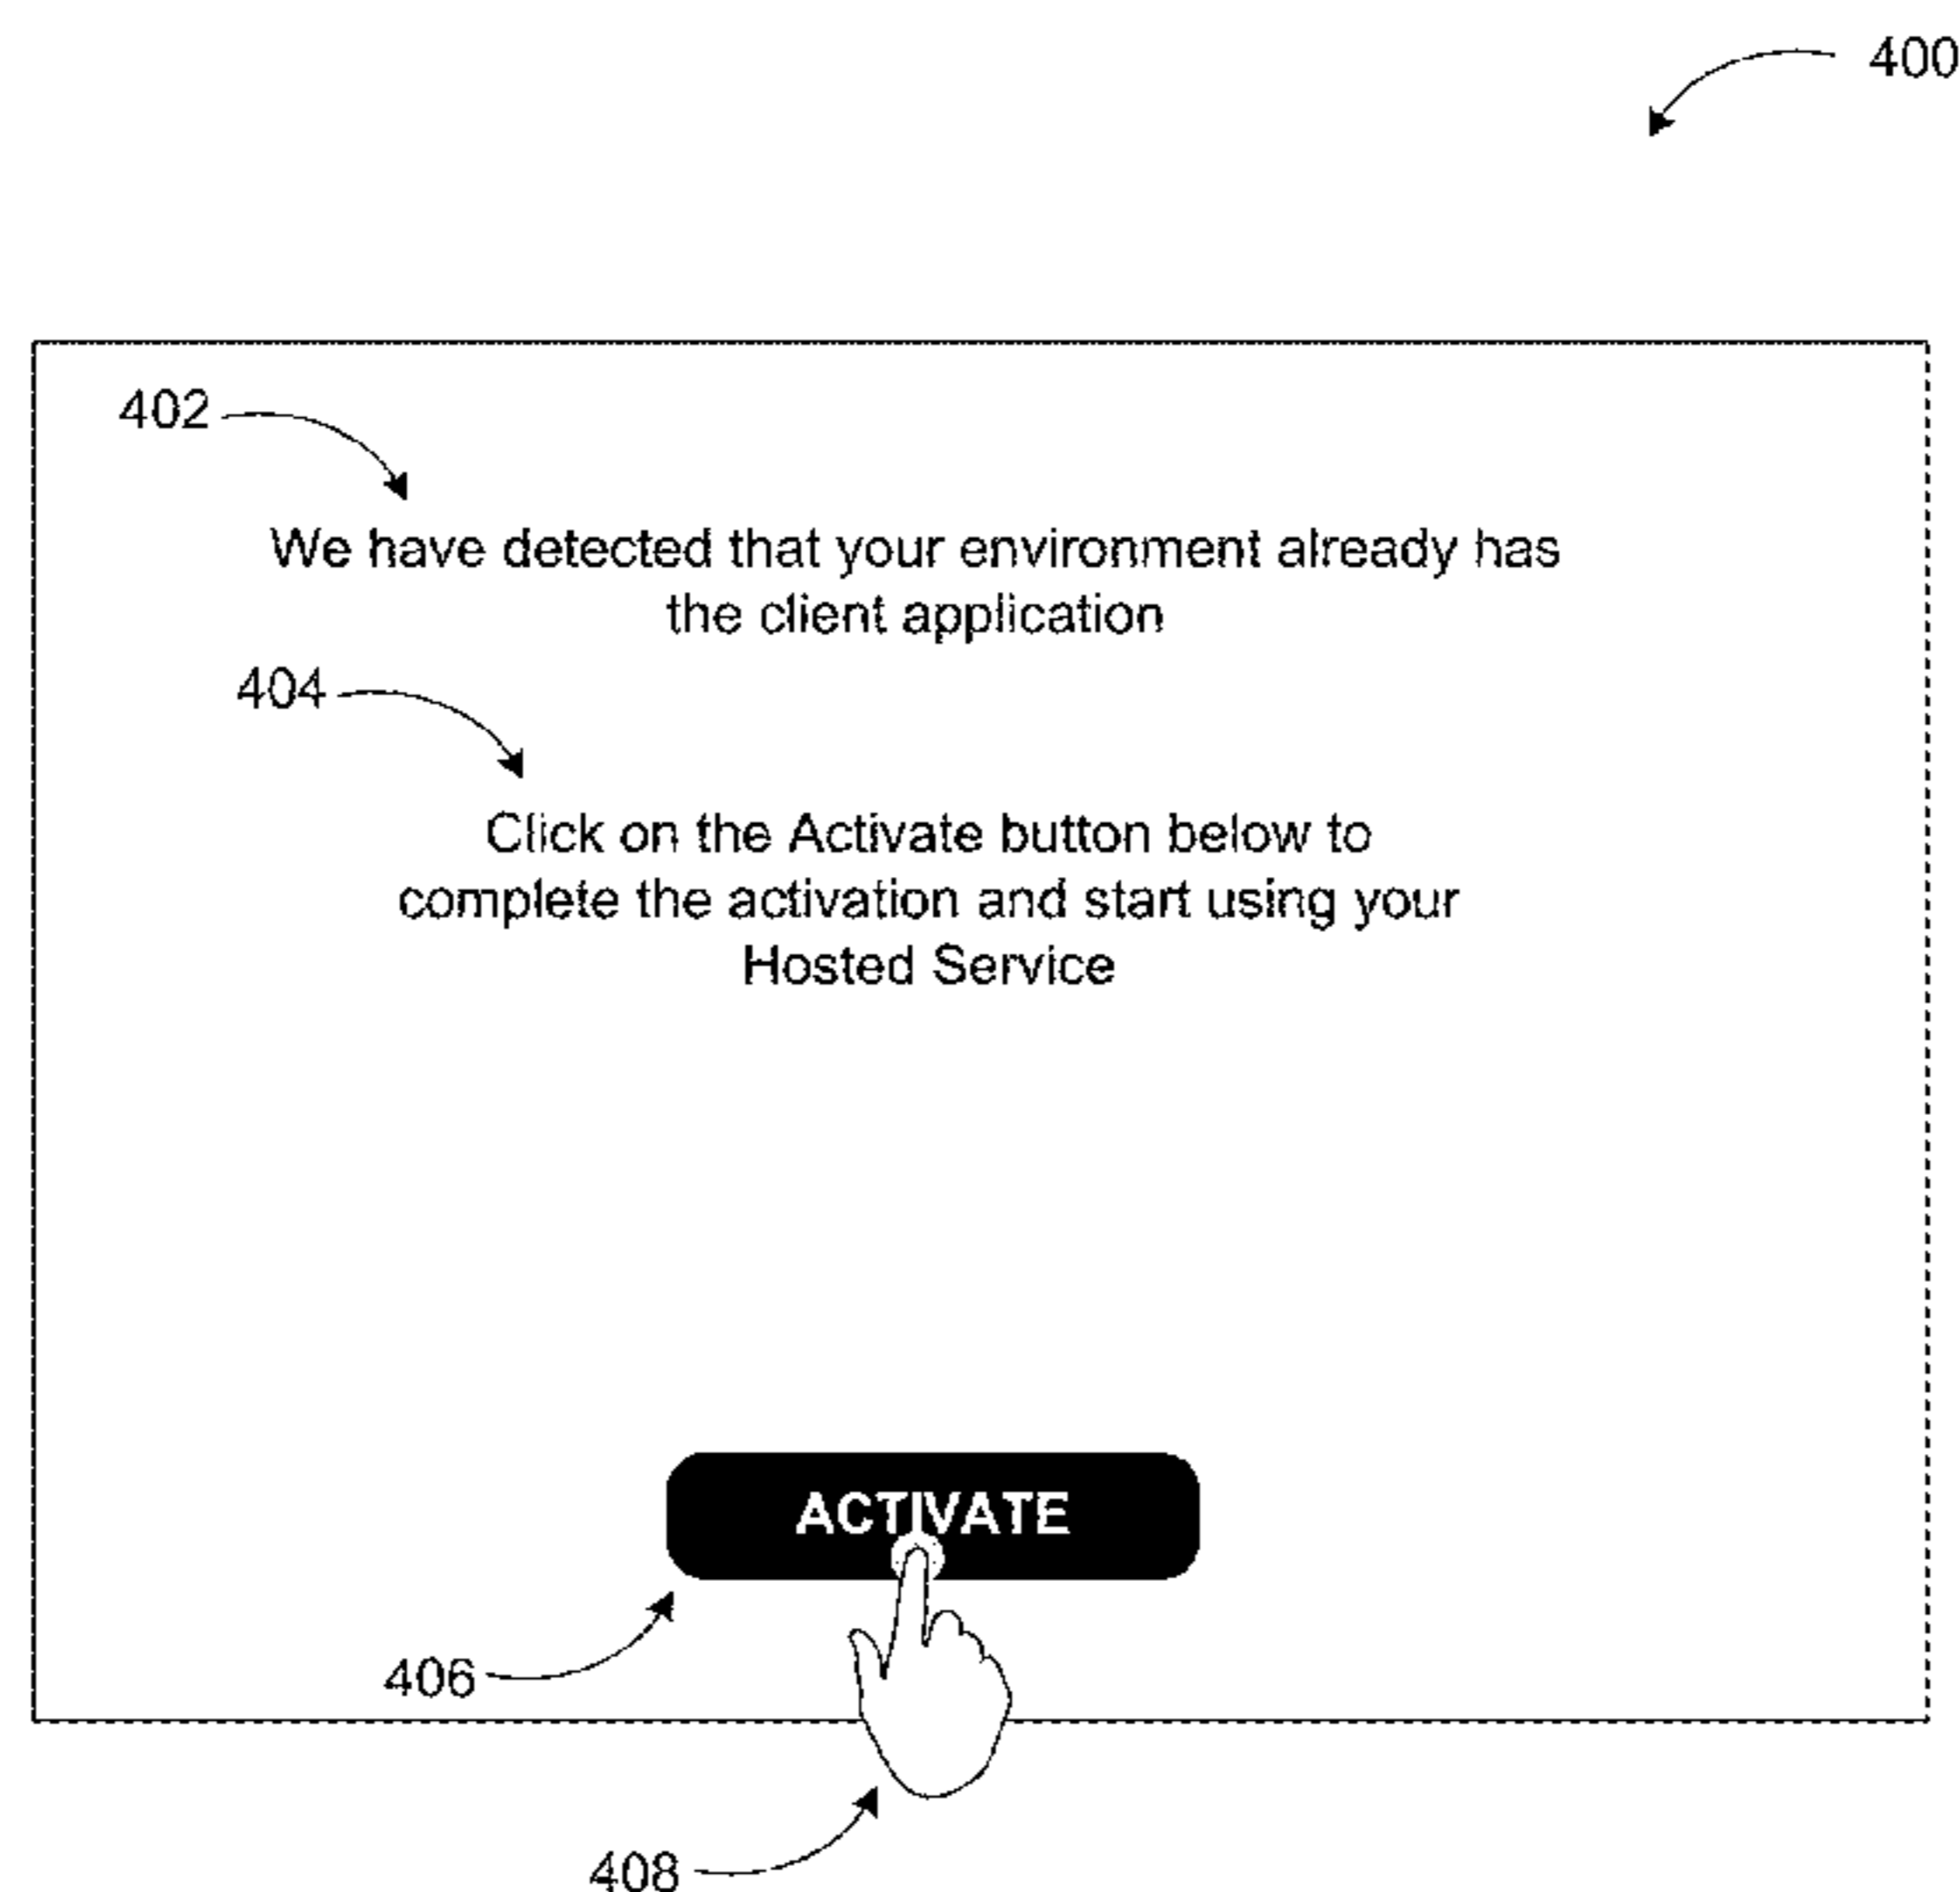 400
402
We have detected that your environment already has
the client application
404
Click on the Activate button below to
complete the activation and start using your
Hosted Service
ACTIVATE
406
408